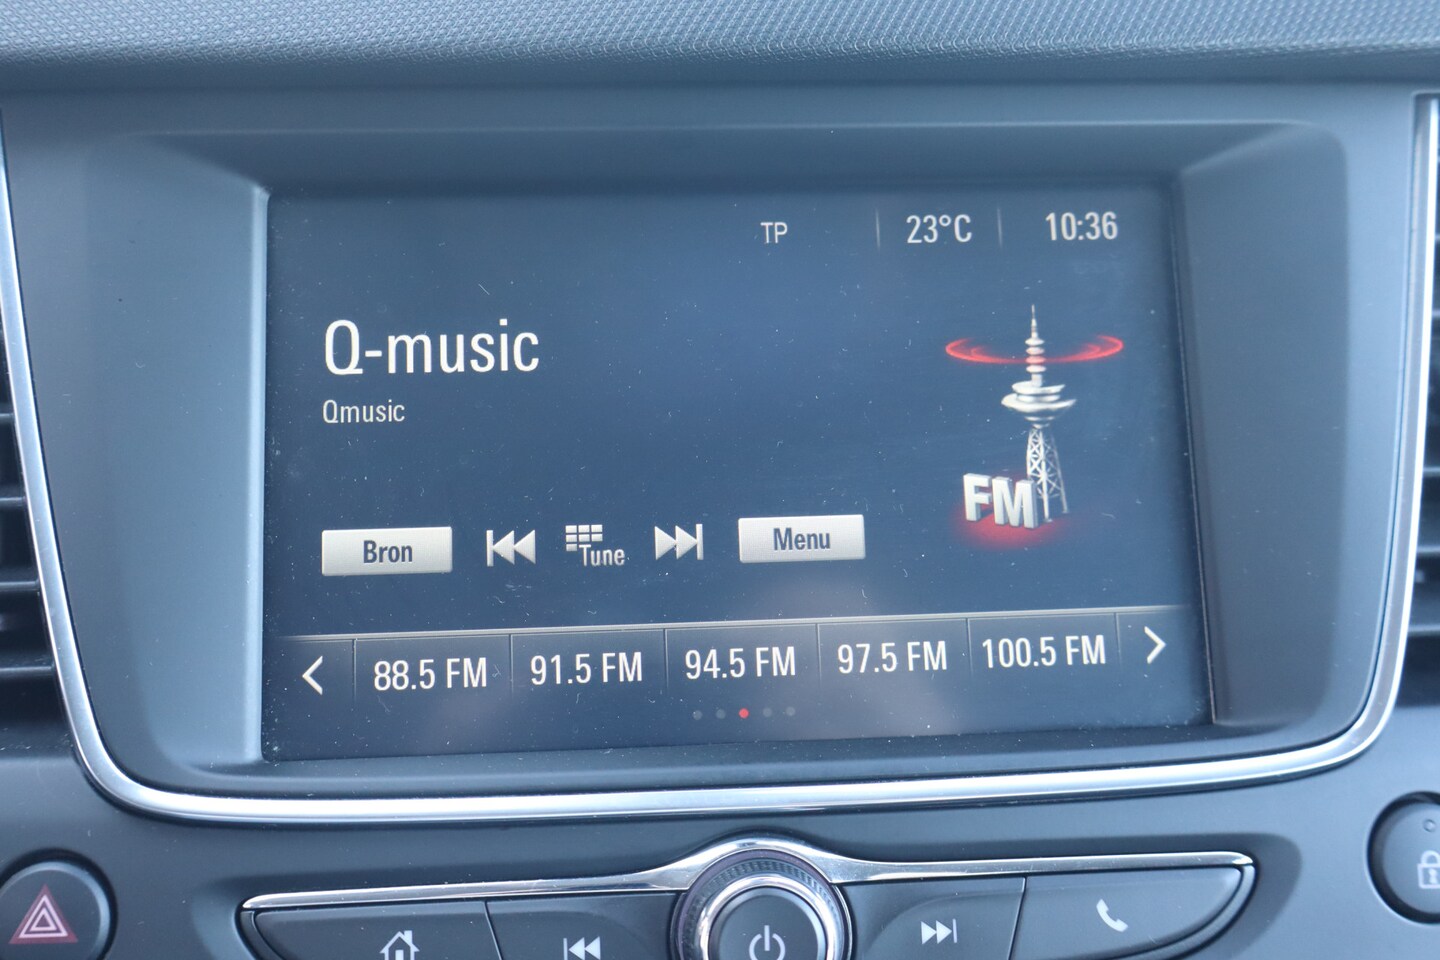 TP 23°C 10:36
Q-music
Qmusic
FM
Bron Tune Menu
88.5 FM 91.5 FM 94.5 FM 97.5 FM 100.5 FM